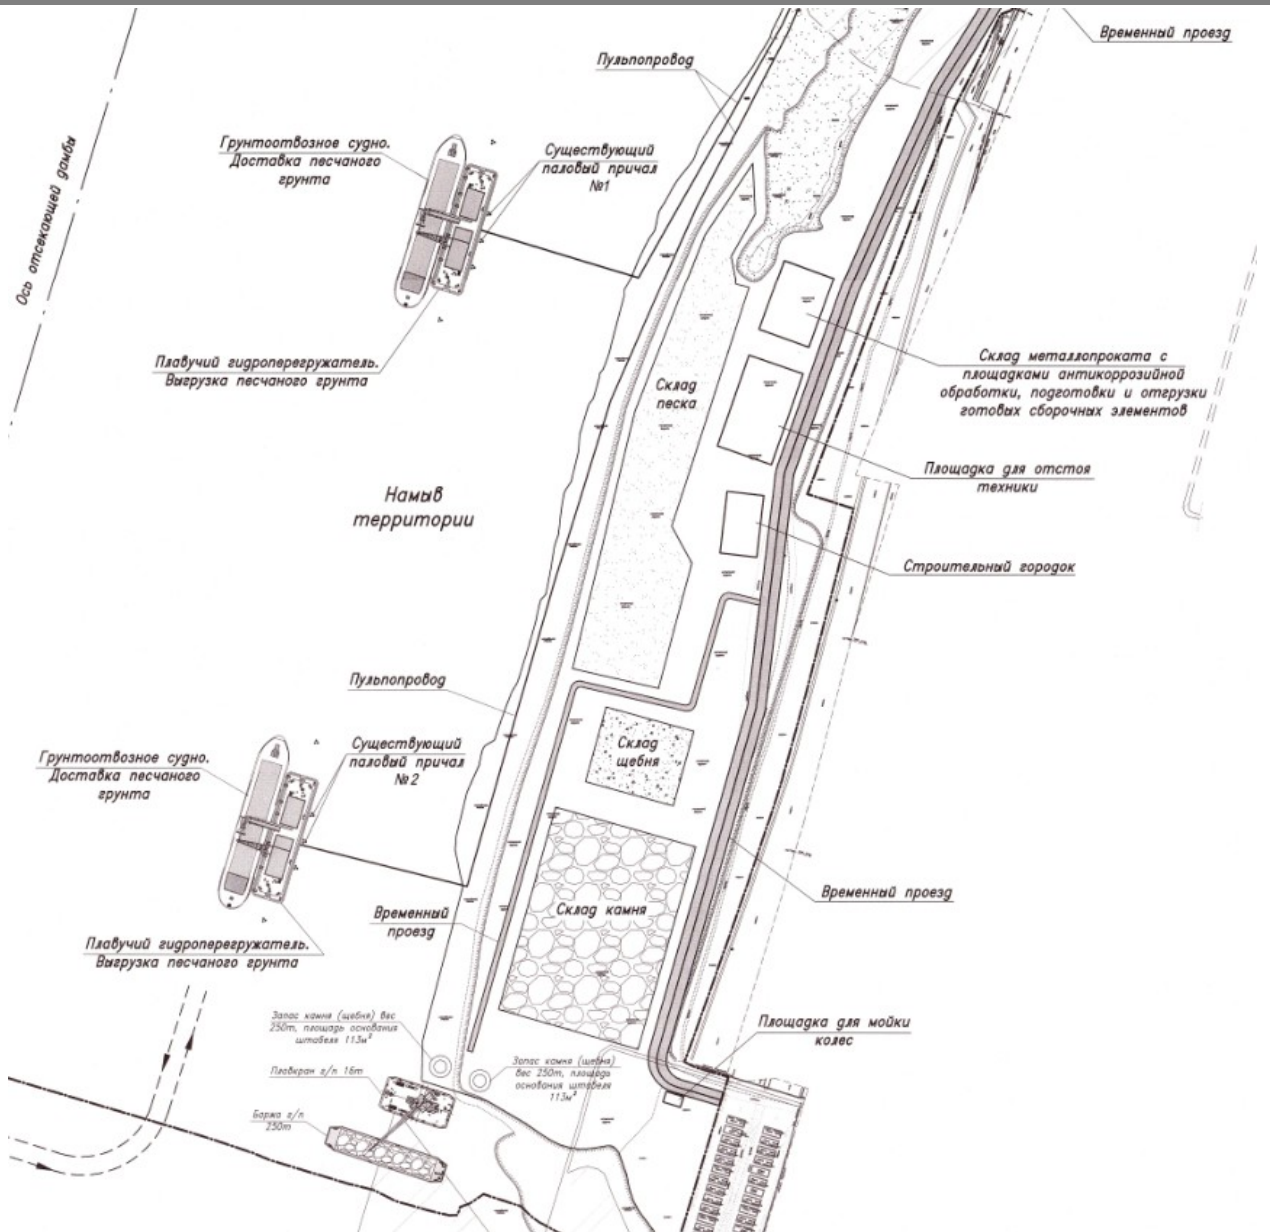 Временный проезд
Пульпопровод
Грунтоотвозное судно.
Доставка песчаного
грунта
Существующий
паловый причал
№1
Ось отсекающей дамбы
Плавучий гидроперегружатель.
Выгрузка песчаного грунта
Склад
песка
Склад металлопроката с
площадками антикоррозийной
обработки, подготовки и отгрузки
готовых сборочных элементов
Площадка для отстоя
техники
Намыв
территории
Строительный городок
Пульпопровод
Грунтоотвозное судно.
Доставка песчаного
грунта
Существующий
паловый причал
№2
Склад
щебня
Склад камня
Временный проезд
Временный
проезд
Плавучий гидроперегружатель.
Выгрузка песчаного грунта
Запас камня (щебня) вес
250т, площадь основания
штабеля 113м²
Площадка для мойки
колес
Запас камня (щебня)
вес 250т, площадь
основания штабеля
113м²
Плавкран г/п 16т
Баржа г/п
250т